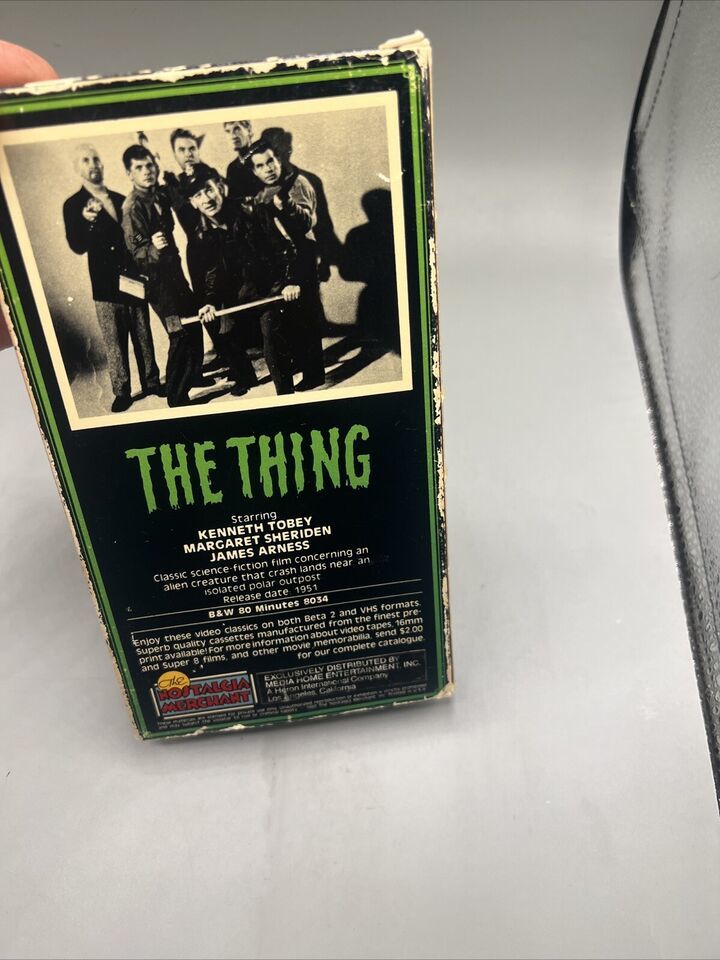 THE THING
Starring
KENNETH TOBEY
MARGARET SHERIDEN
JAMES ARNESS
Classic science-fiction film concerning an
alien creature that crash lands near an
isolated polar outpost
Release date 1951
B&W 80 Minutes 8034
Enjoy these video classics on both Beta 2 and VHS formats.
Superb quality cassettes manufactured from the finest pre-
print available! For more information about video tapes, 16mm
and Super 8 films, and other movie memorabilia, send $2.00
for our complete catalogue.
The
NOSTALGIA
MERCHANT
EXCLUSIVELY DISTRIBUTED BY
MEDIA HOME ENTERTAINMENT, INC.
A Heron International Company
Los Angeles, California